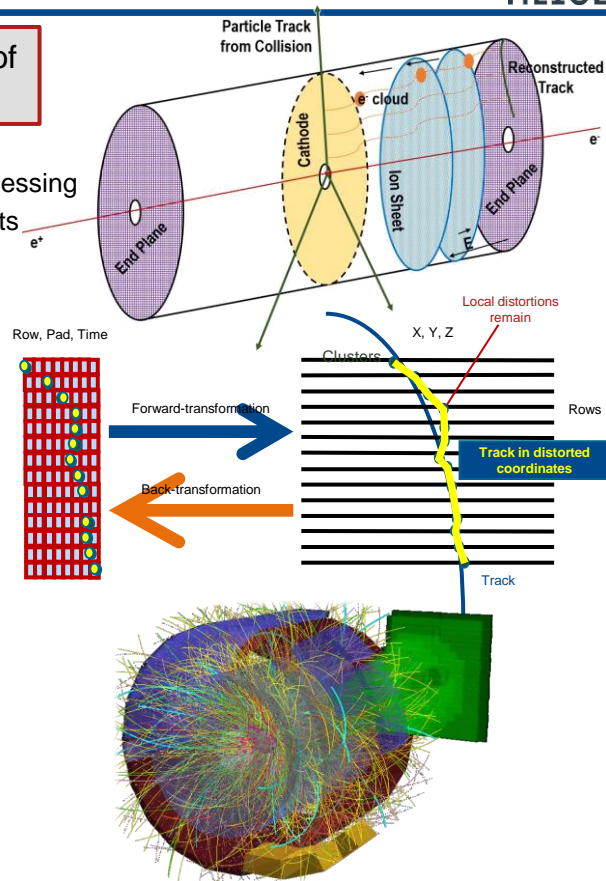 of
Particle Track
from Collision
Reconstructed
Track
e⁻ cloud
Cathode
Ion Sheet
End Plane
e⁻
essing
ts
e⁺
End Plane
E
Local distortions
remain
Row, Pad, Time
X, Y, Z
Clusters
Forward-transformation
Rows
Track in distorted
coordinates
Back-transformation
Track